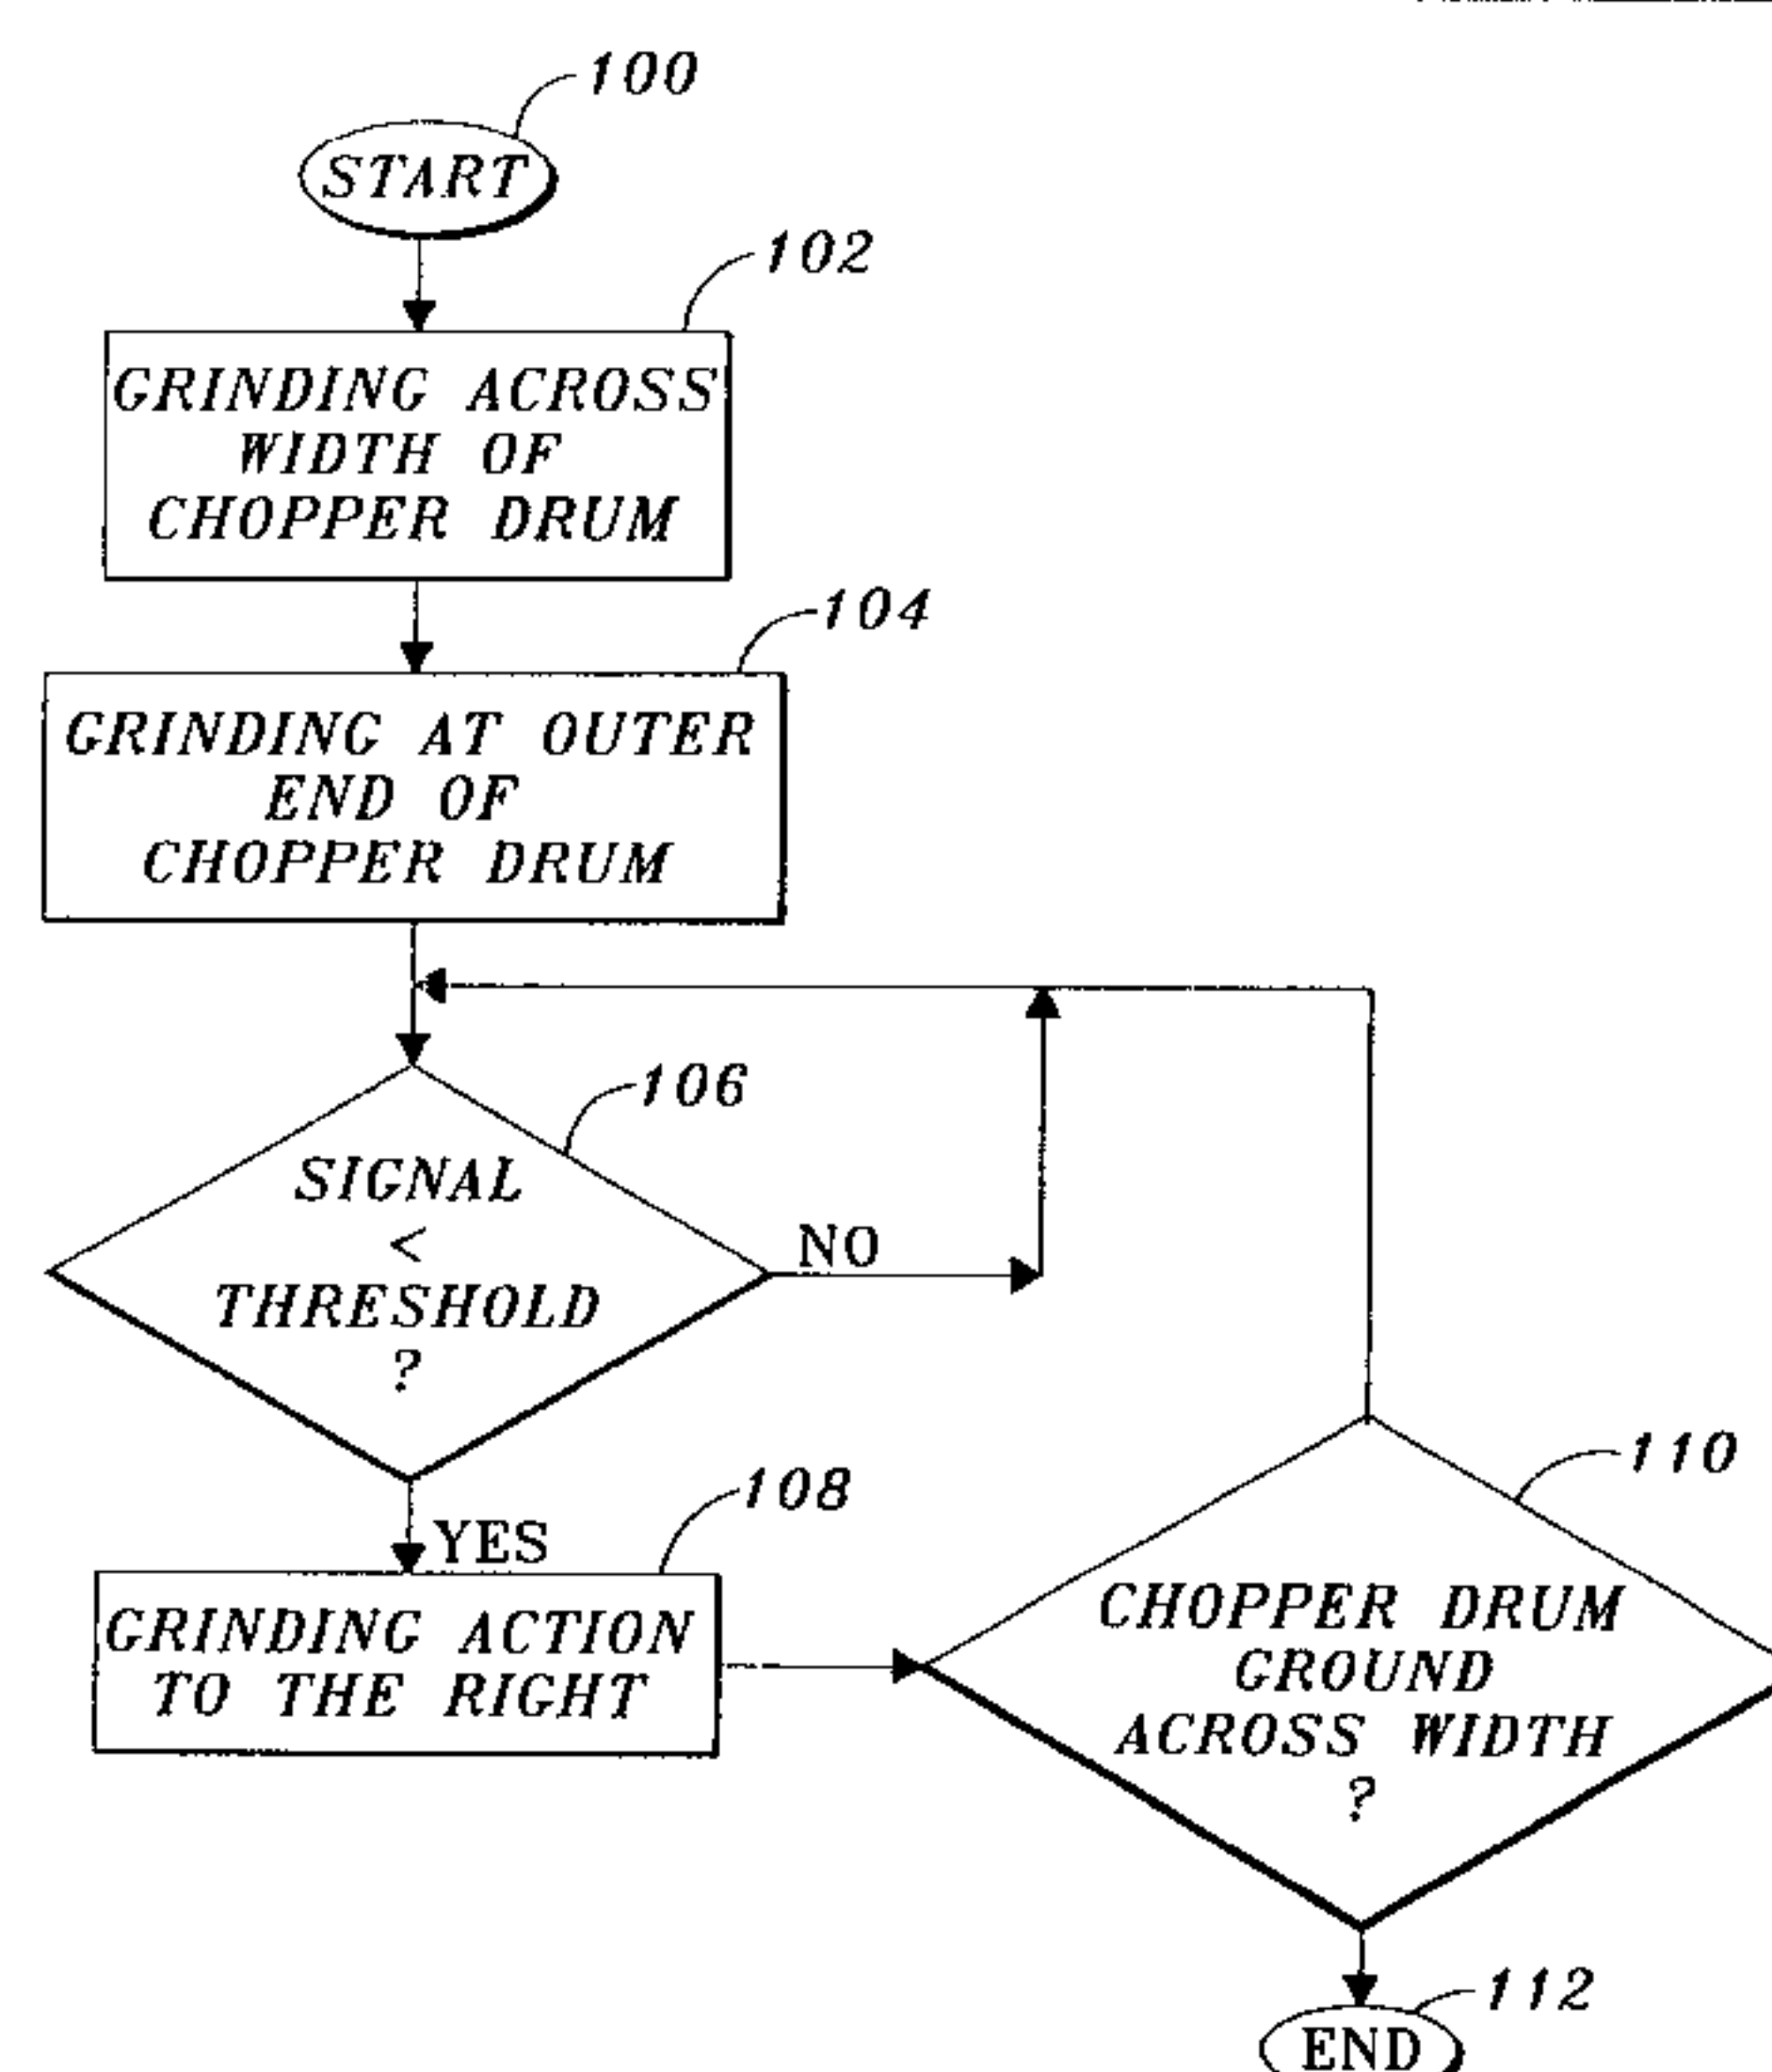 100
START
102
GRINDING ACROSS
WIDTH OF
CHOPPER DRUM
104
GRINDING AT OUTER
END OF
CHOPPER DRUM
106
SIGNAL
<
THRESHOLD
?
NO
YES
108
GRINDING ACTION
TO THE RIGHT
110
CHOPPER DRUM
GROUND
ACROSS WIDTH
?
112
END